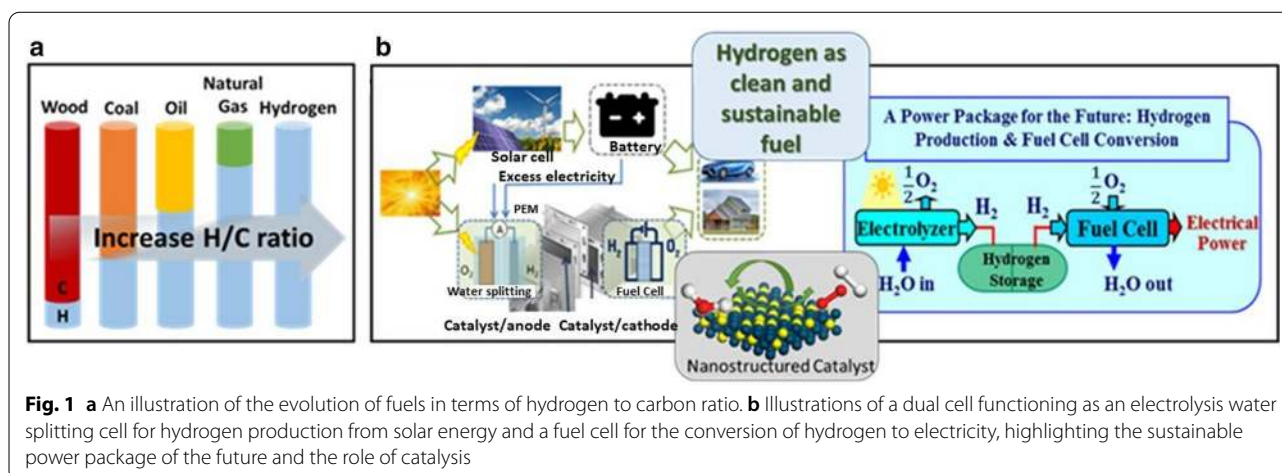 a
Wood
Coal
Oil
Natural
Gas
Hydrogen
Increase H/C ratio
C
H
b
Solar cell
Battery
Excess electricity
PEM
A
O₂
H₂
Water splitting
H₂
O₂
Fuel Cell
Catalyst/anode
Catalyst/cathode
Hydrogen as
clean and
sustainable
fuel
Nanostructured Catalyst
A Power Package for the Future: Hydrogen
Production & Fuel Cell Conversion
½ O₂
Electrolyzer
H₂
H₂O in
Hydrogen
Storage
H₂
½ O₂
Fuel Cell
Electrical
Power
H₂O out
Fig. 1 a An illustration of the evolution of fuels in terms of hydrogen to carbon ratio. b Illustrations of a dual cell functioning as an electrolysis water
splitting cell for hydrogen production from solar energy and a fuel cell for the conversion of hydrogen to electricity, highlighting the sustainable
power package of the future and the role of catalysis